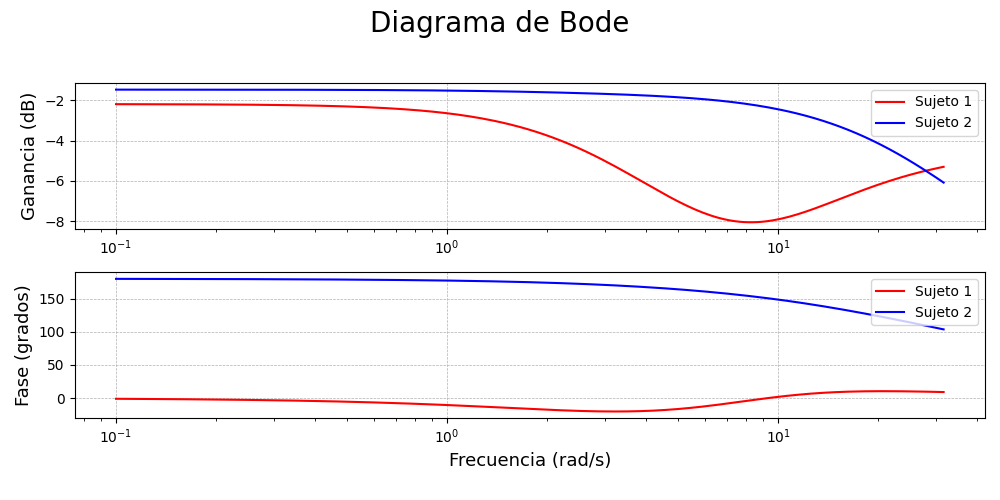 Diagrama de Bode
Ganancia (dB)
−2
−4
−6
−8
Sujeto 1
Sujeto 2
10⁻¹
10⁰
10¹
Fase (grados)
150
100
50
0
Sujeto 1
Sujeto 2
10⁻¹
10⁰
10¹
Frecuencia (rad/s)